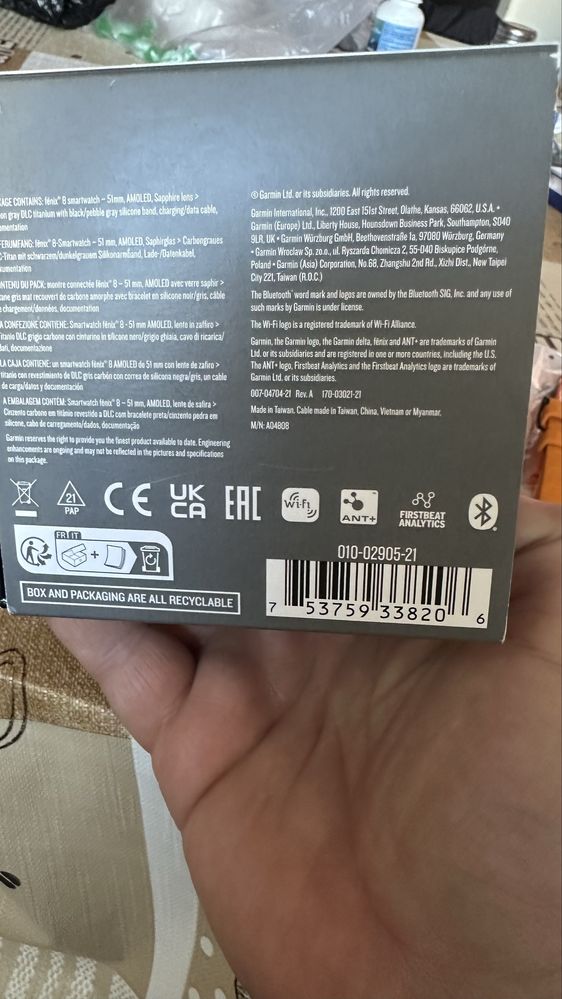 AGE CONTAINS: fēnix® 8 smartwatch – 51mm, AMOLED, Sapphire lens >
on gray DLC titanium with black/pebble gray silicone band, charging/data cable,
umentation
FERUMFANG: fēnix® 8-Smartwatch – 51 mm, AMOLED, Saphirglas > Carbongraues
C-Titan mit schwarzem/dunkelgrauem Silikonarmband, Lade-/Datenkabel,
umentation
NTENU DU PACK: montre connectée fēnix® 8 – 51 mm, AMOLED avec verre saphir >
ane gris mat recouvert de carbone amorphe avec bracelet en silicone noir/gris, câble
e chargement/données, documentation
A CONFEZIONE CONTIENE: Smartwatch fēnix® 8 - 51 mm AMOLED, lente in zaffiro >
itanio DLC grigio carbone con cinturino in silicone nero/grigio ghiaia, cavo di ricarica/
dati, documentazione
LA CAJA CONTIENE: un smartwatch fēnix® 8 AMOLED de 51 mm con lente de zafiro >
titanio con revestimiento de DLC gris carbón con correa de silicona negra/gris, un cable
de carga/datos y documentación
A EMBALAGEM CONTÉM: Smartwatch fēnix® 8 – 51 mm AMOLED, lente de safira >
Cinzento carbono em titânio revestido a DLC com bracelete preta/cinzento pedra em
silicone, cabo de carregamento/dados, documentação
Garmin reserves the right to provide you the finest product available to date. Engineering
enhancements are ongoing and may not be reflected in the pictures and specifications
on this package.
© Garmin Ltd. or its subsidiaries. All rights reserved.
Garmin International, Inc., 1200 East 151st Street, Olathe, Kansas, 66062, U.S.A. •
Garmin (Europe) Ltd., Liberty House, Hounsdown Business Park, Southampton, SO40
9LR, UK • Garmin Würzburg GmbH, Beethovenstraße 1a, 97080 Würzburg, Germany
• Garmin Wroclaw Sp. zo.o., ul. Ryszarda Chomicza 2, 55-040 Biskupice Podgórne,
Poland • Garmin (Asia) Corporation, No.68, Zhangshu 2nd Rd., Xizhi Dist., New Taipei
City 221, Taiwan (R.O.C.)
The Bluetooth® word mark and logos are owned by the Bluetooth SIG, Inc. and any use of
such marks by Garmin is under license.
The Wi-Fi logo is a registered trademark of Wi-Fi Alliance.
Garmin, the Garmin logo, the Garmin delta, fēnix and ANT+ are trademarks of Garmin
Ltd. or its subsidiaries and are registered in one or more countries, including the U.S.
The ANT+ logo, Firstbeat Analytics and the Firstbeat Analytics logo are trademarks of
Garmin Ltd. or its subsidiaries.
007-04704-21 Rev. A 170-03021-21
Made in Taiwan. Cable made in Taiwan, China, Vietnam or Myanmar.
M/N: A04808
21
PAP
CE
UK
CA
EAC
Wi-Fi
ANT+
FIRSTBEAT
ANALYTICS
FR IT
+
BOX AND PACKAGING ARE ALL RECYCLABLE
010-02905-21
7 53759 33820 6